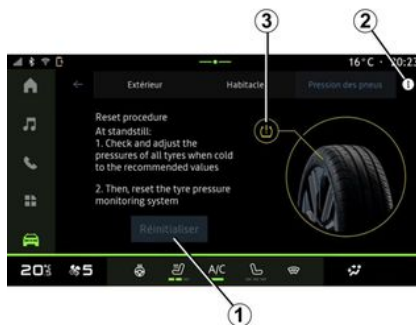 3
2
16°C · 20:23
Extérieur Habitacle Pression des pneus
Reset procedure
At standstill:
1. Check and adjust the
pressures of all tyres when cold
to the recommended values
2. Then, reset the tyre pressure
monitoring system
Réinitialiser
5 A/C
1